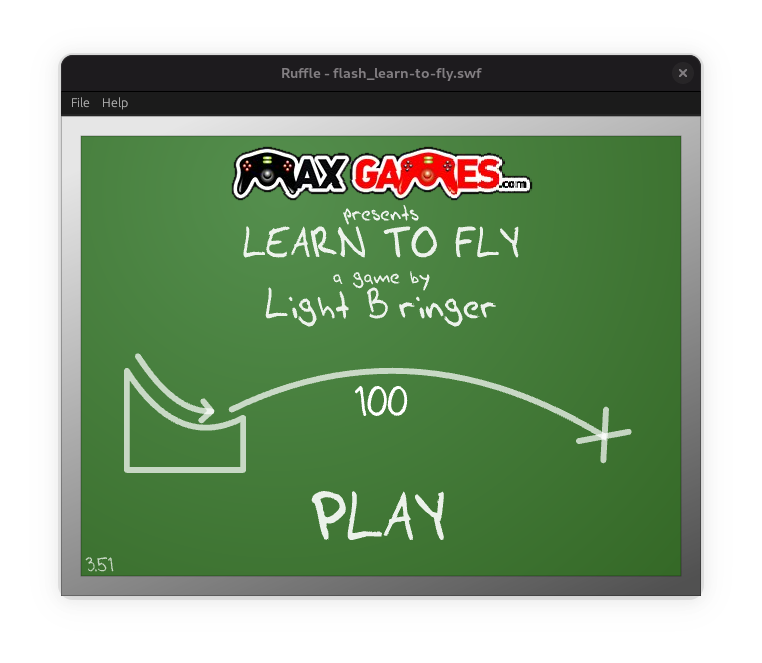 Ruffle - flash_learn-to-fly.swf
File Help
MAX GAMES.com
presents
LEARN TO FLY
a game by
Light Bringer
100
PLAY
3.51